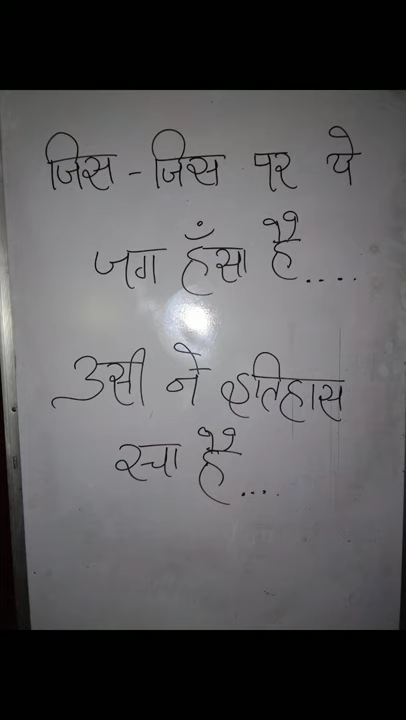 जिस - जिस पर ये
जग हँसा है....
उसी ने इतिहास
रचा है...